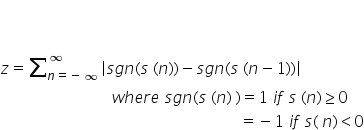 z = ∑_{n = − ∞}^{∞} |sgn(s (n)) − sgn(s (n − 1))|
where sgn(s (n) ) = 1 if s (n) ≥ 0
= − 1 if s( n) < 0